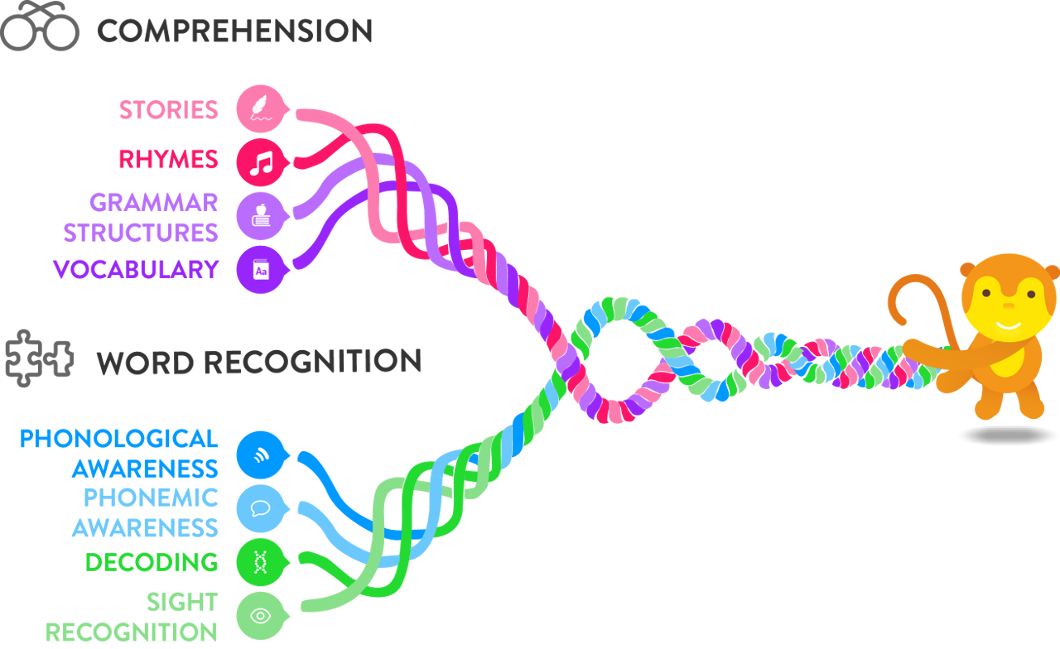 COMPREHENSION
STORIES
RHYMES
GRAMMAR
STRUCTURES
VOCABULARY
Aa
WORD RECOGNITION
PHONOLOGICAL
AWARENESS
PHONEMIC
AWARENESS
DECODING
SIGHT
RECOGNITION